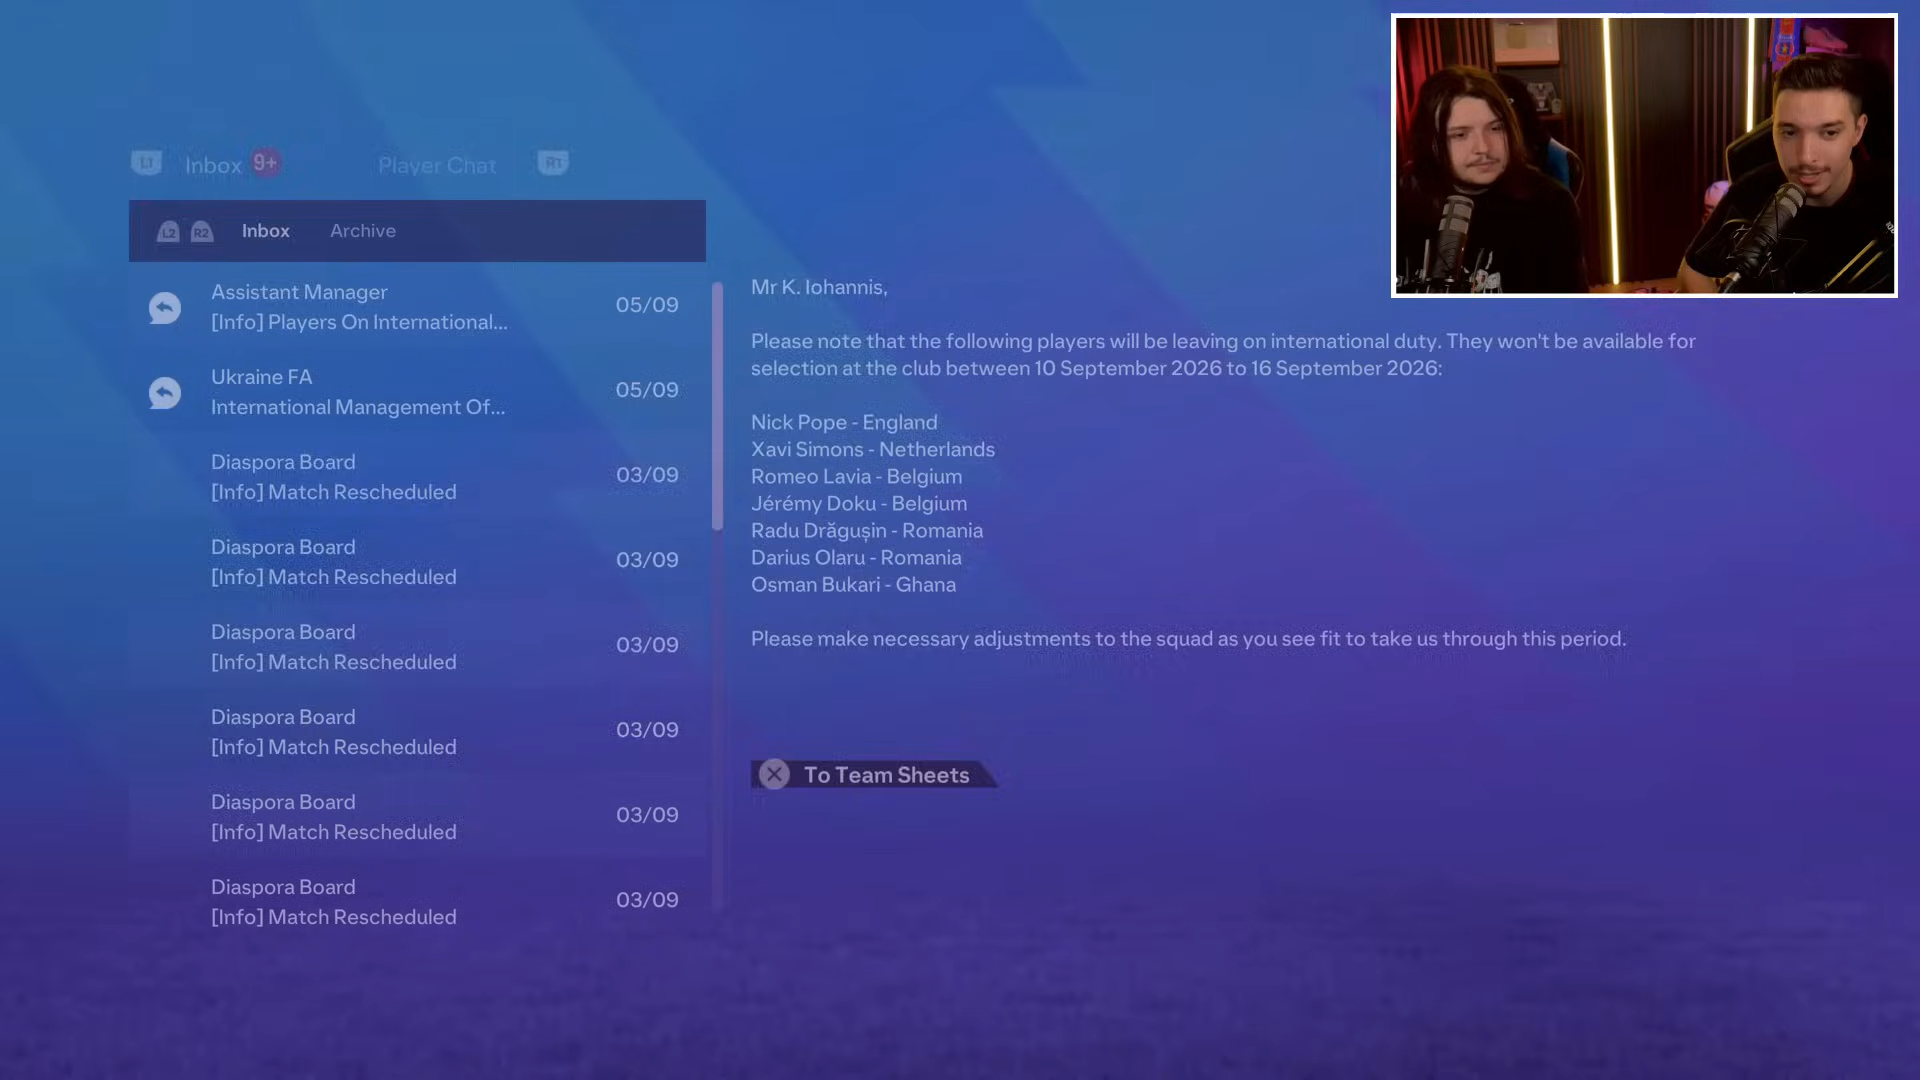 L1 Inbox 9+ Player Chat R1
L2 R2 Inbox Archive
Assistant Manager
[Info] Players On International...
05/09
Ukraine FA
International Management Of...
05/09
Diaspora Board
[Info] Match Rescheduled
03/09
Diaspora Board
[Info] Match Rescheduled
03/09
Diaspora Board
[Info] Match Rescheduled
03/09
Diaspora Board
[Info] Match Rescheduled
03/09
Diaspora Board
[Info] Match Rescheduled
03/09
Diaspora Board
[Info] Match Rescheduled
03/09
Mr K. Iohannis,
Please note that the following players will be leaving on international duty. They won't be available for
selection at the club between 10 September 2026 to 16 September 2026:
Nick Pope - England
Xavi Simons - Netherlands
Romeo Lavia - Belgium
Jérémy Doku - Belgium
Radu Drăgușin - Romania
Darius Olaru - Romania
Osman Bukari - Ghana
Please make necessary adjustments to the squad as you see fit to take us through this period.
To Team Sheets